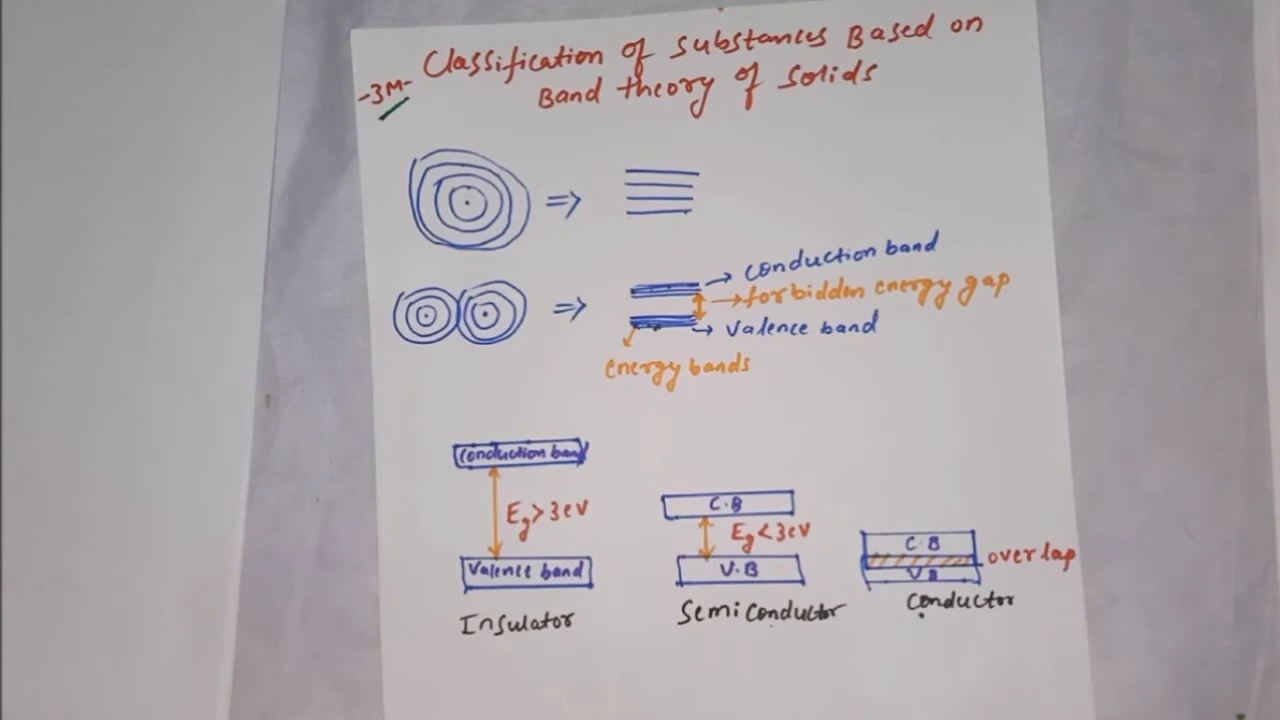 Classification of substances Based on
-3M-
Band theory of Solids
conduction band
forbidden energy gap
valence band
energy bands
Conduction band
Eg>3ev
Valence band
Insulator
C.B
Eg<3ev
V.B
Semiconductor
C.B
overlap
V.B
Conductor